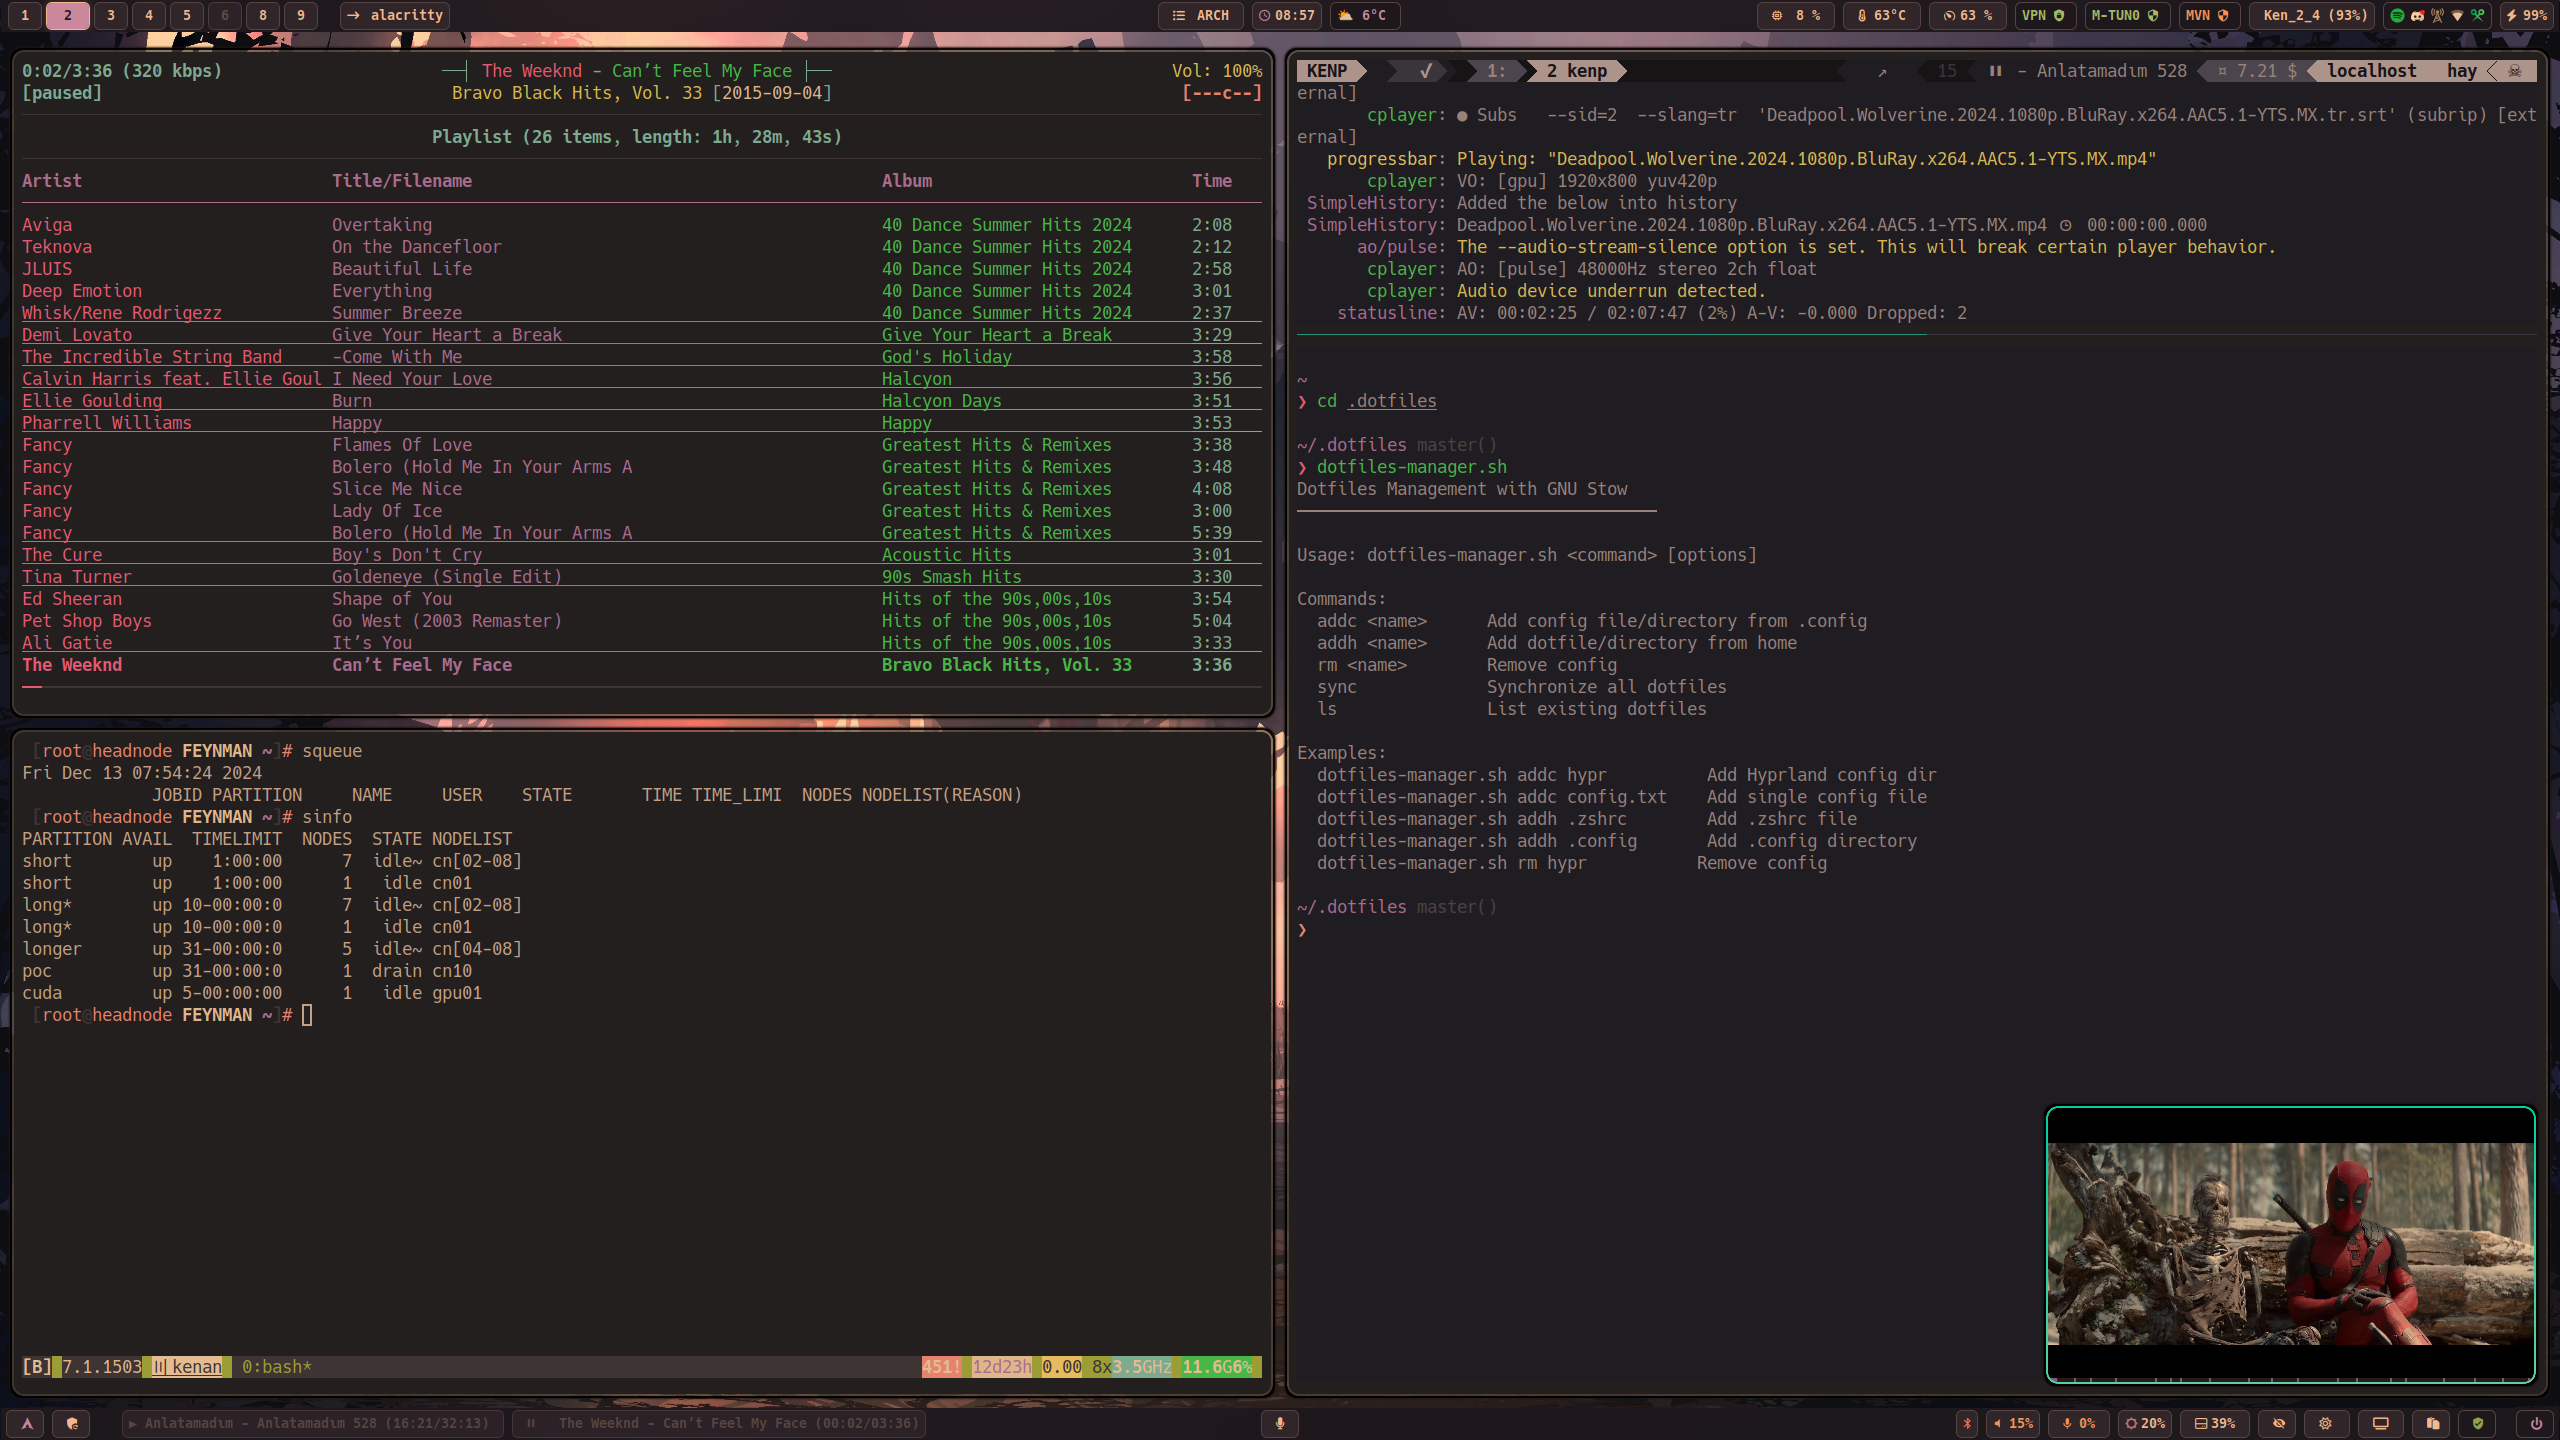 1 2 3 4 5 6 8 9 → alacritty
ARCH 08:57 6°C
8 % 63°C 63 % VPN M-TUN0 MVN Ken_2_4 (93%) 99%
0:02/3:36 (320 kbps) The Weeknd - Can’t Feel My Face Vol: 100%
[paused] Bravo Black Hits, Vol. 33 [2015-09-04] [---c--]
Playlist (26 items, length: 1h, 28m, 43s)
Artist Title/Filename Album Time
Aviga Overtaking 40 Dance Summer Hits 2024 2:08
Teknova On the Dancefloor 40 Dance Summer Hits 2024 2:12
JLUIS Beautiful Life 40 Dance Summer Hits 2024 2:58
Deep Emotion Everything 40 Dance Summer Hits 2024 3:01
Whisk/Rene Rodrigezz Summer Breeze 40 Dance Summer Hits 2024 2:37
Demi Lovato Give Your Heart a Break Give Your Heart a Break 3:29
The Incredible String Band -Come With Me God's Holiday 3:58
Calvin Harris feat. Ellie Goul I Need Your Love Halcyon 3:56
Ellie Goulding Burn Halcyon Days 3:51
Pharrell Williams Happy Happy 3:53
Fancy Flames Of Love Greatest Hits & Remixes 3:38
Fancy Bolero (Hold Me In Your Arms A Greatest Hits & Remixes 3:48
Fancy Slice Me Nice Greatest Hits & Remixes 4:08
Fancy Lady Of Ice Greatest Hits & Remixes 3:00
Fancy Bolero (Hold Me In Your Arms A Greatest Hits & Remixes 5:39
The Cure Boy's Don't Cry Acoustic Hits 3:01
Tina Turner Goldeneye (Single Edit) 90s Smash Hits 3:30
Ed Sheeran Shape of You Hits of the 90s,00s,10s 3:54
Pet Shop Boys Go West (2003 Remaster) Hits of the 90s,00s,10s 5:04
Ali Gatie It’s You Hits of the 90s,00s,10s 3:33
The Weeknd Can’t Feel My Face Bravo Black Hits, Vol. 33 3:36
[root@headnode FEYNMAN ~]# squeue
Fri Dec 13 07:54:24 2024
JOBID PARTITION NAME USER STATE TIME TIME_LIMI NODES NODELIST(REASON)
[root@headnode FEYNMAN ~]# sinfo
PARTITION AVAIL TIMELIMIT NODES STATE NODELIST
short up 1:00:00 7 idle~ cn[02-08]
short up 1:00:00 1 idle cn01
long* up 10-00:00:0 7 idle~ cn[02-08]
long* up 10-00:00:0 1 idle cn01
longer up 31-00:00:0 5 idle~ cn[04-08]
poc up 31-00:00:0 1 drain cn10
cuda up 5-00:00:00 1 idle gpu01
[root@headnode FEYNMAN ~]#
[B] 7.1.1503 kenan 0:bash* 451! 12d23h 0.00 8x3.5GHz 11.6G6%
KENP ✓ 1: 2 kenp ↗ 15 - Anlatamadım 528 ¤ 7.21 $ localhost hay ☠
ernal]
cplayer: ● Subs --sid=2 --slang=tr 'Deadpool.Wolverine.2024.1080p.BluRay.x264.AAC5.1-YTS.MX.tr.srt' (subrip) [ext
ernal]
progressbar: Playing: "Deadpool.Wolverine.2024.1080p.BluRay.x264.AAC5.1-YTS.MX.mp4"
cplayer: VO: [gpu] 1920x800 yuv420p
SimpleHistory: Added the below into history
SimpleHistory: Deadpool.Wolverine.2024.1080p.BluRay.x264.AAC5.1-YTS.MX.mp4 00:00:00.000
ao/pulse: The --audio-stream-silence option is set. This will break certain player behavior.
cplayer: AO: [pulse] 48000Hz stereo 2ch float
cplayer: Audio device underrun detected.
statusline: AV: 00:02:25 / 02:07:47 (2%) A-V: -0.000 Dropped: 2
~
❯ cd .dotfiles
~/.dotfiles master()
❯ dotfiles-manager.sh
Dotfiles Management with GNU Stow
Usage: dotfiles-manager.sh <command> [options]
Commands:
addc <name> Add config file/directory from .config
addh <name> Add dotfile/directory from home
rm <name> Remove config
sync Synchronize all dotfiles
ls List existing dotfiles
Examples:
dotfiles-manager.sh addc hypr Add Hyprland config dir
dotfiles-manager.sh addc config.txt Add single config file
dotfiles-manager.sh addh .zshrc Add .zshrc file
dotfiles-manager.sh addh .config Add .config directory
dotfiles-manager.sh rm hypr Remove config
~/.dotfiles master()
❯
▶ Anlatamadım - Anlatamadım 528 (16:21/32:13) The Weeknd - Can’t Feel My Face (00:02/03:36)
15% 0% 20% 39%